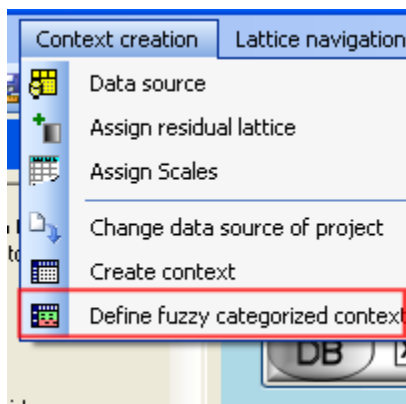 Context creation Lattice navigation
Data source
Assign residual lattice
Assign Scales
Change data source of project
Create context
Define fuzzy categorized context
DB